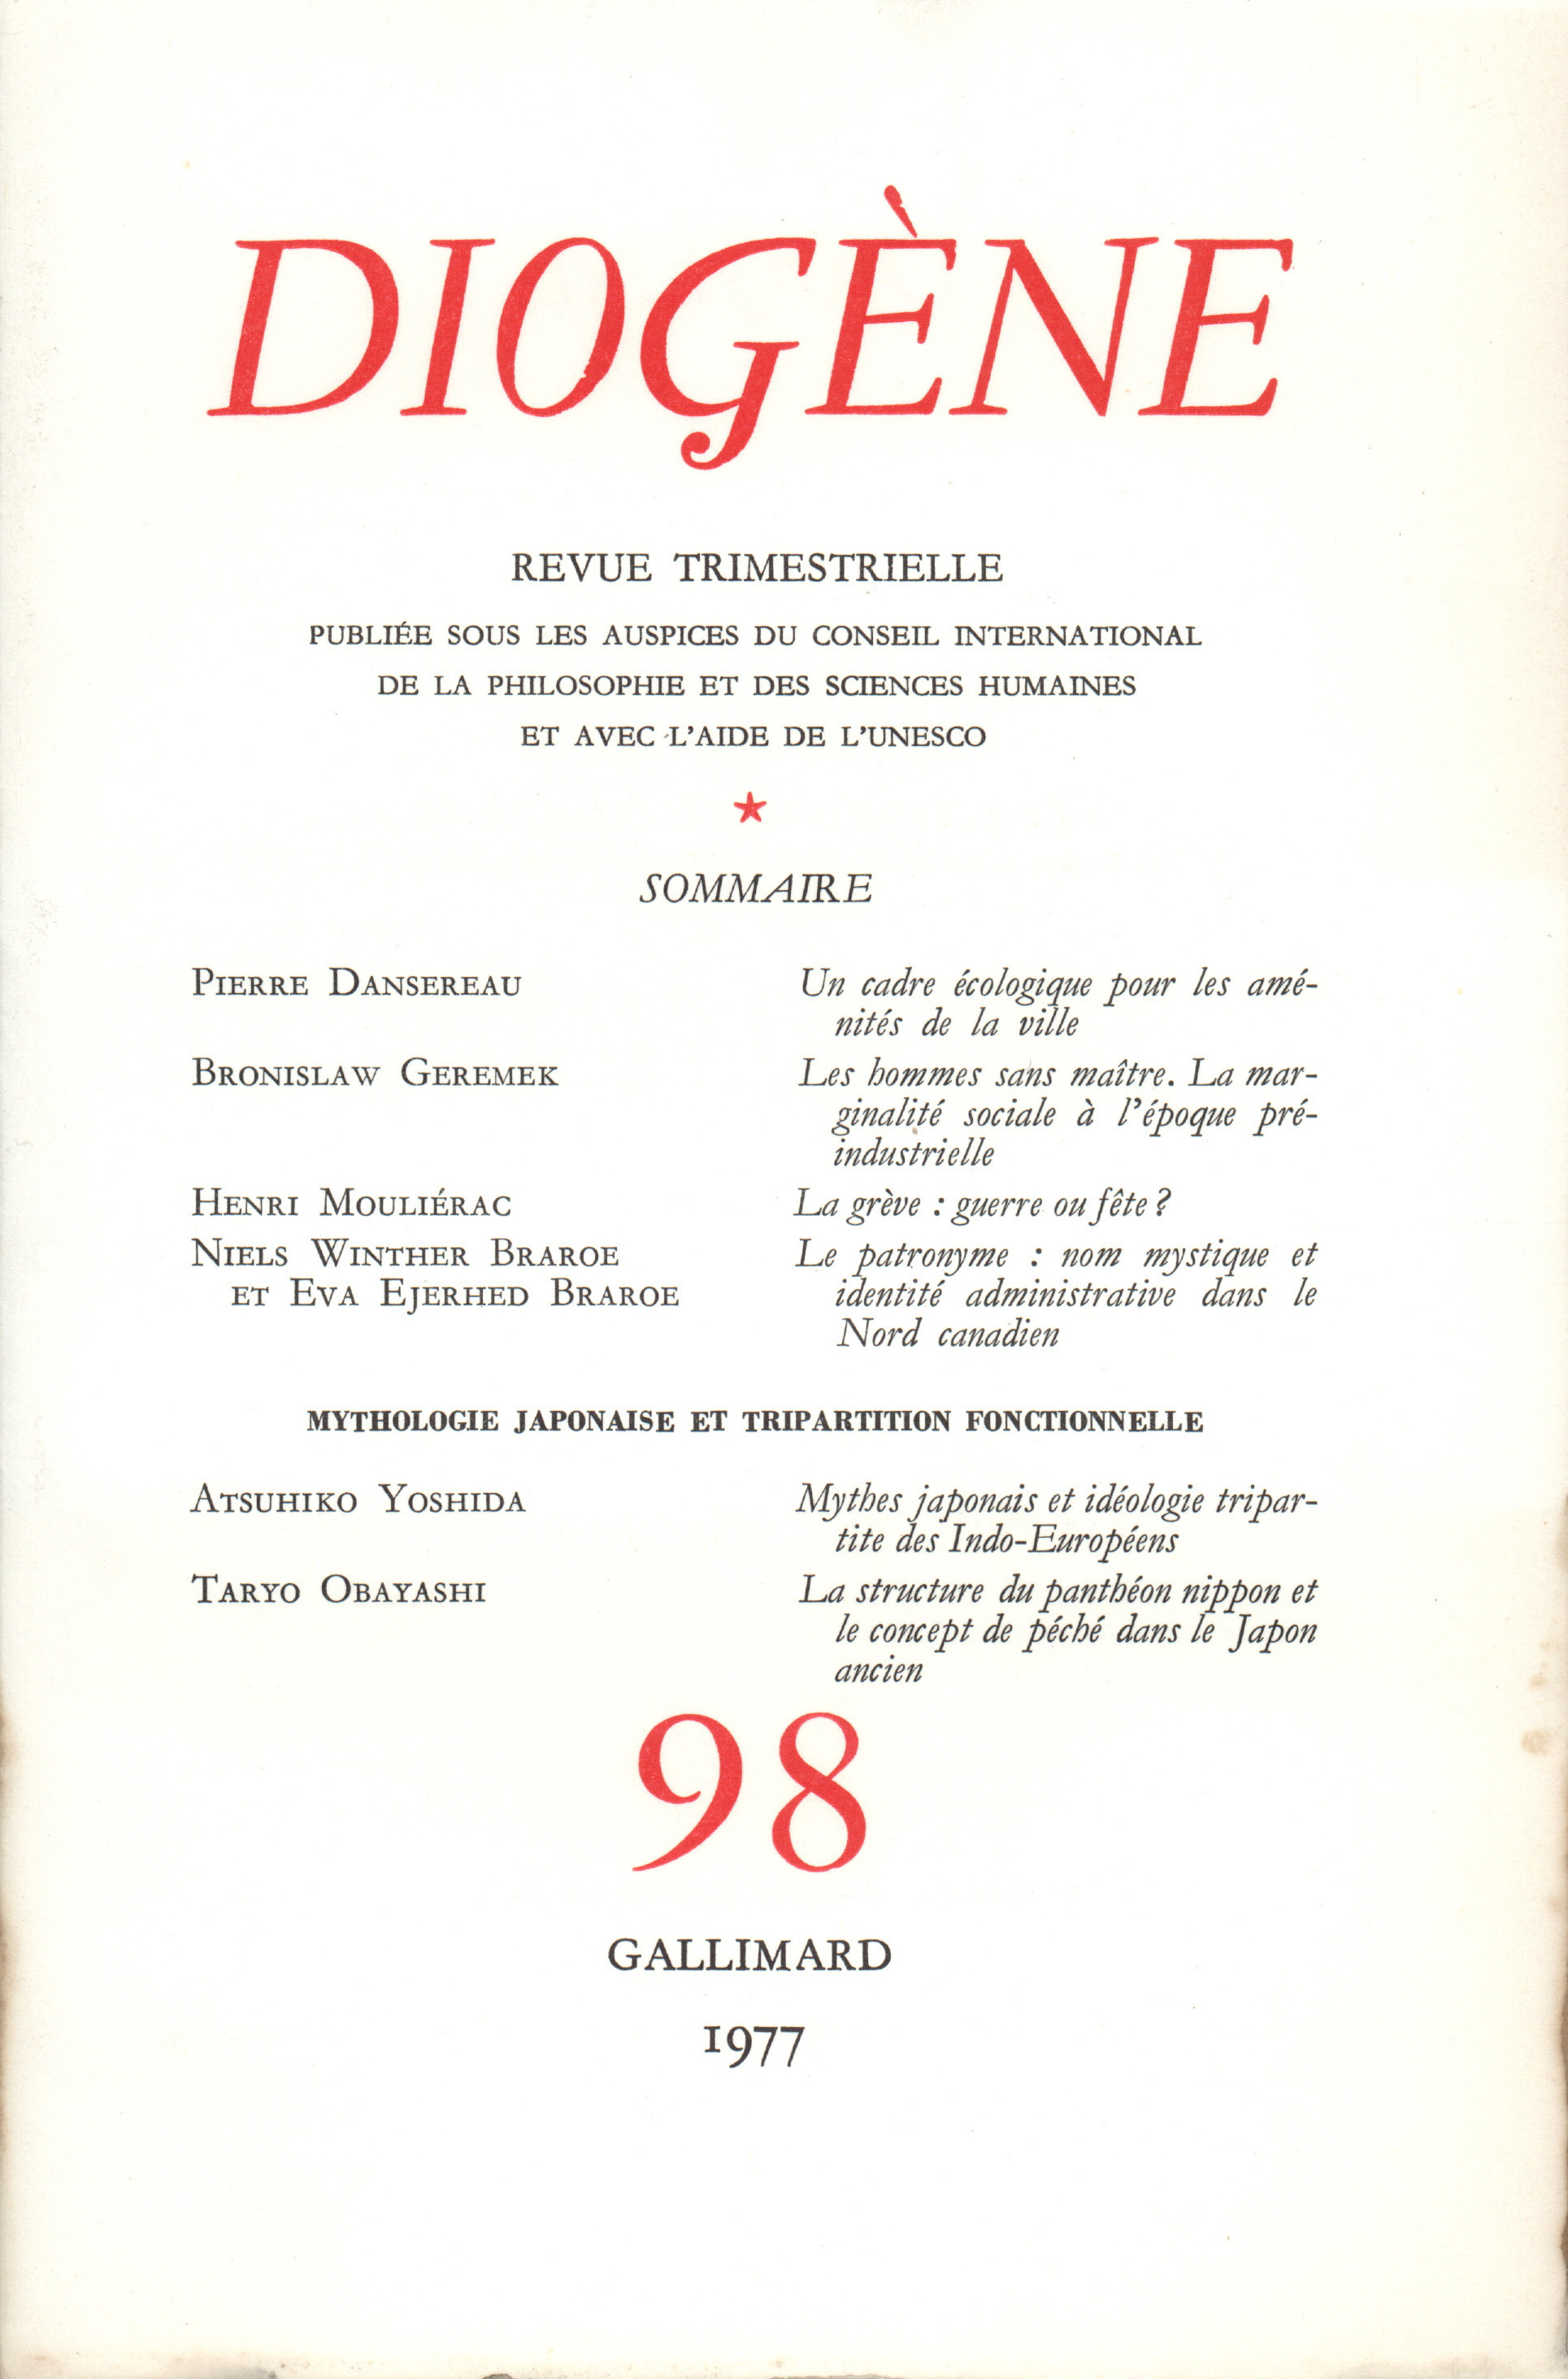 DIOGÈNE
REVUE TRIMESTRIELLE
PUBLIÉE SOUS LES AUSPICES DU CONSEIL INTERNATIONAL
DE LA PHILOSOPHIE ET DES SCIENCES HUMAINES
ET AVEC L'AIDE DE L'UNESCO
SOMMAIRE
PIERRE DANSEREAU Un cadre écologique pour les amé-
nités de la ville
BRONISLAW GEREMEK Les hommes sans maître. La mar-
ginalité sociale à l'époque pré-
industrielle
HENRI MOULIÉRAC La grève : guerre ou fête ?
NIELS WINTHER BRAROE Le patronyme : nom mystique et
ET EVA EJERHED BRAROE identité administrative dans le
Nord canadien
MYTHOLOGIE JAPONAISE ET TRIPARTITION FONCTIONNELLE
ATSUHIKO YOSHIDA Mythes japonais et idéologie tripar-
tite des Indo-Européens
TARYO OBAYASHI La structure du panthéon nippon et
le concept de péché dans le Japon
ancien
98
GALLIMARD
1977